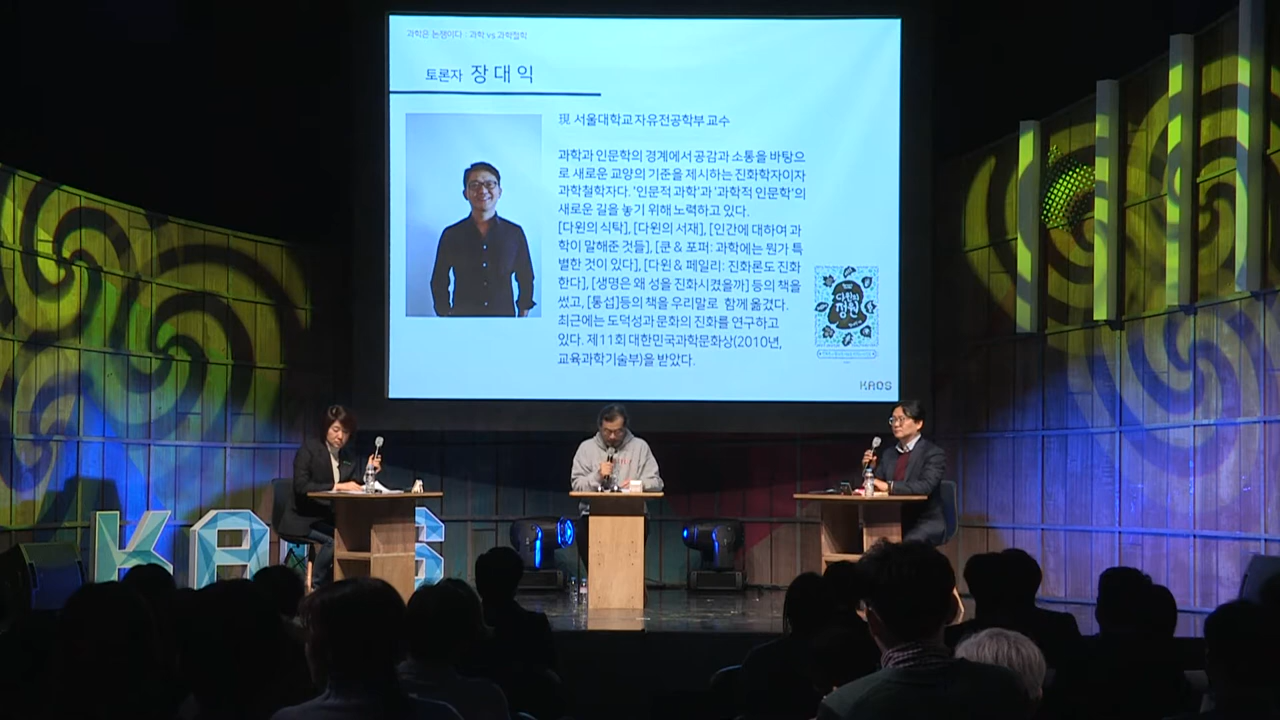 과학은 논쟁이다 : 과학 vs 과학철학
토론자 장 대 익
現 서울대학교 자유전공학부 교수
과학과 인문학의 경계에서 공감과 소통을 바탕으
로 새로운 교양의 기준을 제시하는 진화학자이자
과학철학자다. '인문적 과학'과 '과학적 인문학'의
새로운 길을 놓기 위해 노력하고 있다.
[다윈의 식탁], [다윈의 서재], [인간에 대하여 과
학이 말해준 것들], [쿤 & 포퍼: 과학에는 뭔가 특
별한 것이 있다], [다윈 & 페일리: 진화론도 진화
한다], [생명은 왜 성을 진화시켰을까] 등의 책을
썼고, [통섭]등의 책을 우리말로 함께 옮겼다.
최근에는 도덕성과 문화의 진화를 연구하고
있다. 제11회 대한민국과학문화상(2010년,
교육과학기술부)을 받았다.
다윈의
정원
KAOS
KA S